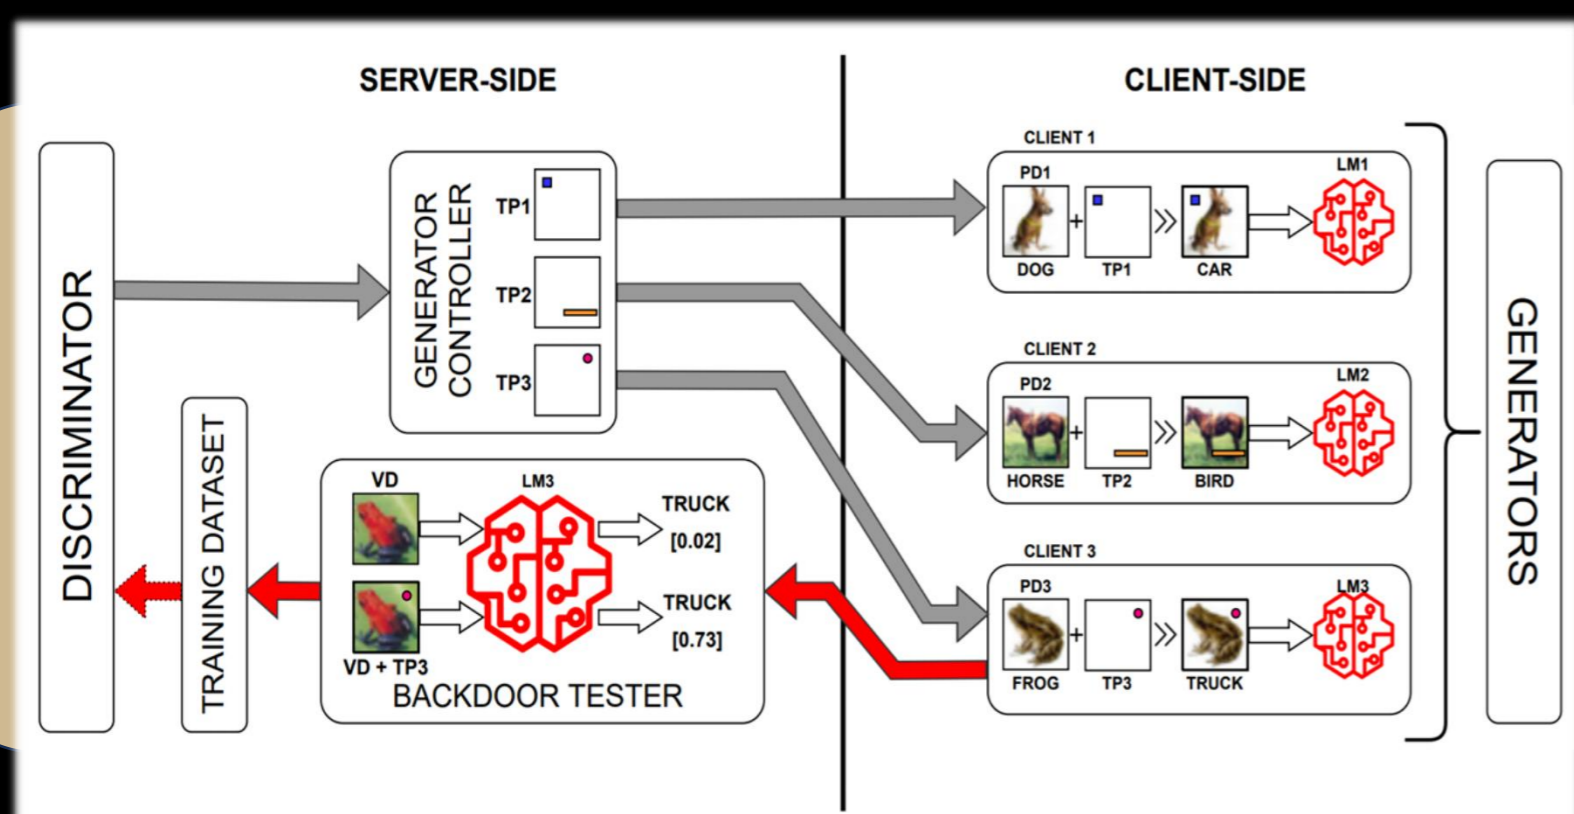 SERVER-SIDE
CLIENT-SIDE
DISCRIMINATOR
TRAINING DATASET
GENERATOR
CONTROLLER
TP1
TP2
TP3
VD
LM3
TRUCK
[0.02]
TRUCK
[0.73]
VD + TP3
BACKDOOR TESTER
CLIENT 1
PD1
LM1
+
DOG
TP1
CAR
CLIENT 2
PD2
LM2
+
HORSE
TP2
BIRD
CLIENT 3
PD3
LM3
+
FROG
TP3
TRUCK
GENERATORS